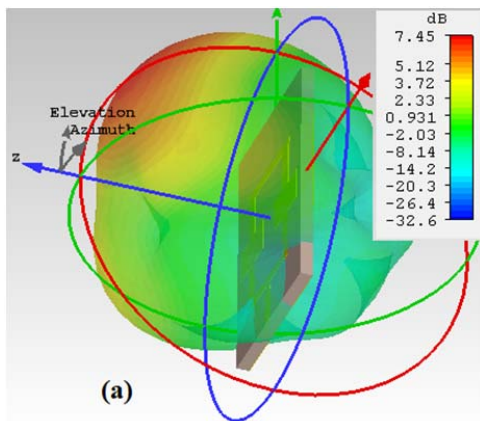 dB
7.45
5.12
3.72
2.33
0.931
-2.03
-8.14
-14.2
-20.3
-26.4
-32.6
Elevation
Azimuth
z
(a)